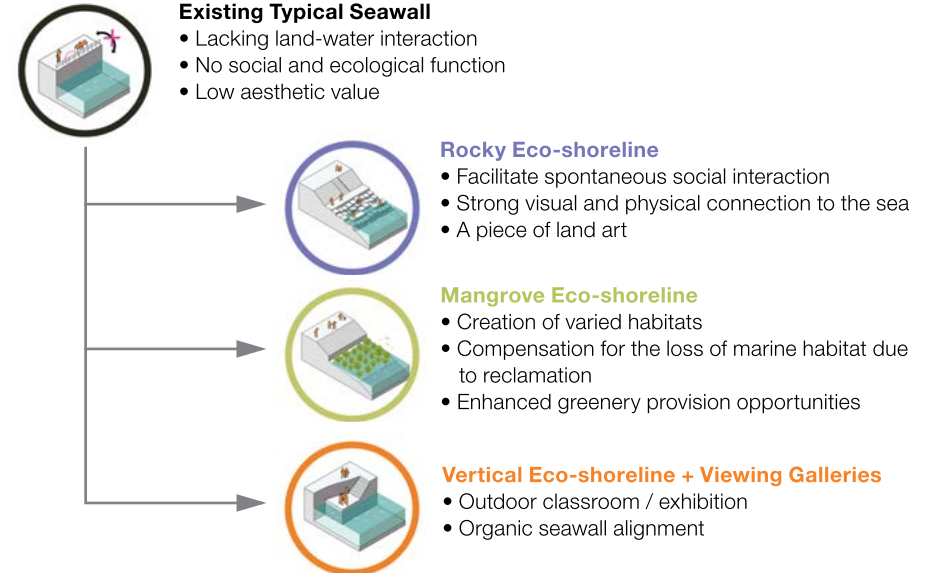 Existing Typical Seawall
• Lacking land-water interaction
• No social and ecological function
• Low aesthetic value
Rocky Eco-shoreline
• Facilitate spontaneous social interaction
• Strong visual and physical connection to the sea
• A piece of land art
Mangrove Eco-shoreline
• Creation of varied habitats
• Compensation for the loss of marine habitat due
to reclamation
• Enhanced greenery provision opportunities
Vertical Eco-shoreline + Viewing Galleries
• Outdoor classroom / exhibition
• Organic seawall alignment